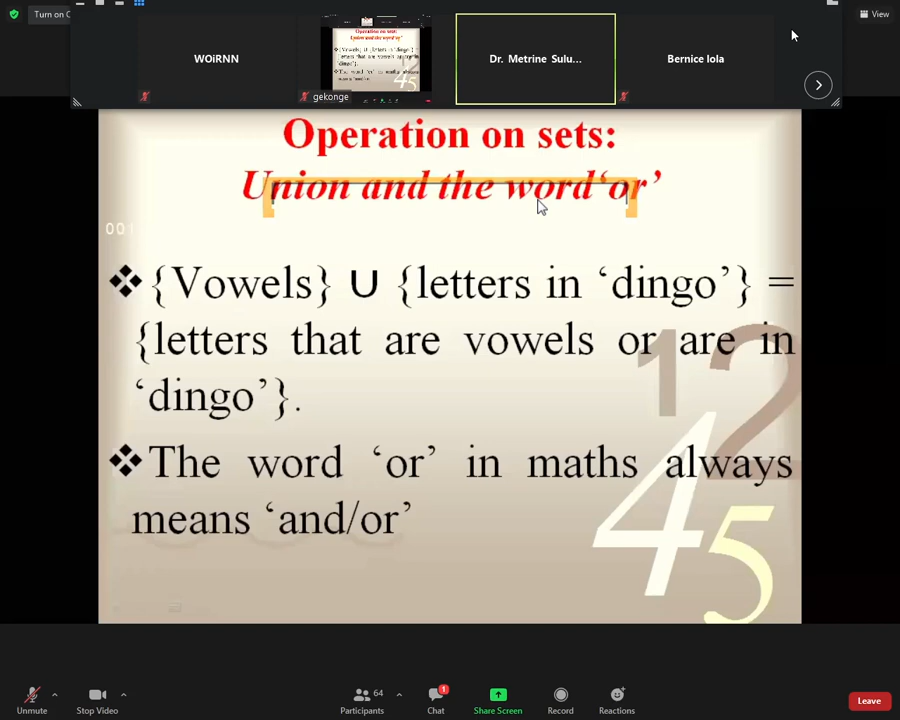 Turn on C
View
WOiRNN
gekonge
Dr. Metrine Sulu...
Bernice lola
Operation on sets:
Union and the word‘or’
001
❖{Vowels} ∪ {letters in ‘dingo’} =
{letters that are vowels or are in
‘dingo’}.
❖The word ‘or’ in maths always
means ‘and/or’
12
45
Unmute
Stop Video
64
Participants
1
Chat
Share Screen
Record
Reactions
Leave